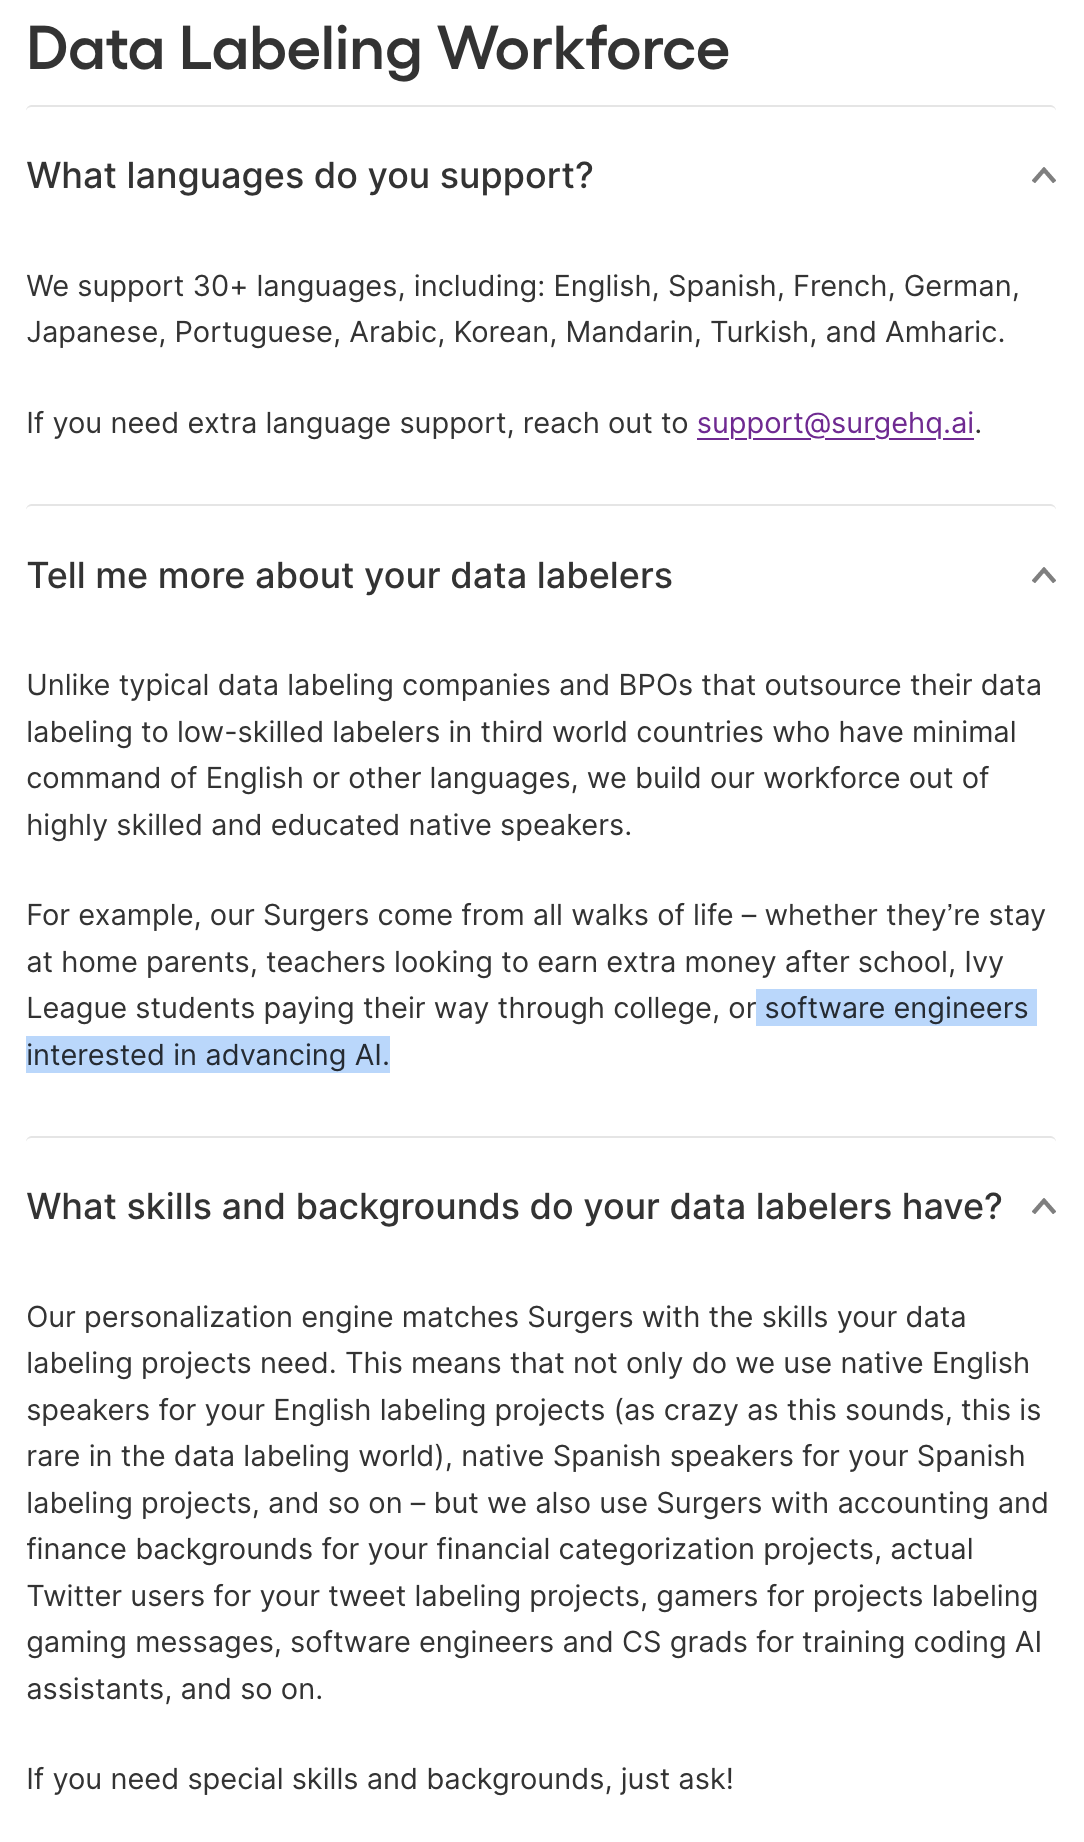 Data Labeling Workforce
What languages do you support?
We support 30+ languages, including: English, Spanish, French, German,
Japanese, Portuguese, Arabic, Korean, Mandarin, Turkish, and Amharic.
If you need extra language support, reach out to support@surgehq.ai.
Tell me more about your data labelers
Unlike typical data labeling companies and BPOs that outsource their data
labeling to low-skilled labelers in third world countries who have minimal
command of English or other languages, we build our workforce out of
highly skilled and educated native speakers.
For example, our Surgers come from all walks of life – whether they’re stay
at home parents, teachers looking to earn extra money after school, Ivy
League students paying their way through college, or software engineers
interested in advancing AI.
What skills and backgrounds do your data labelers have?
Our personalization engine matches Surgers with the skills your data
labeling projects need. This means that not only do we use native English
speakers for your English labeling projects (as crazy as this sounds, this is
rare in the data labeling world), native Spanish speakers for your Spanish
labeling projects, and so on – but we also use Surgers with accounting and
finance backgrounds for your financial categorization projects, actual
Twitter users for your tweet labeling projects, gamers for projects labeling
gaming messages, software engineers and CS grads for training coding AI
assistants, and so on.
If you need special skills and backgrounds, just ask!